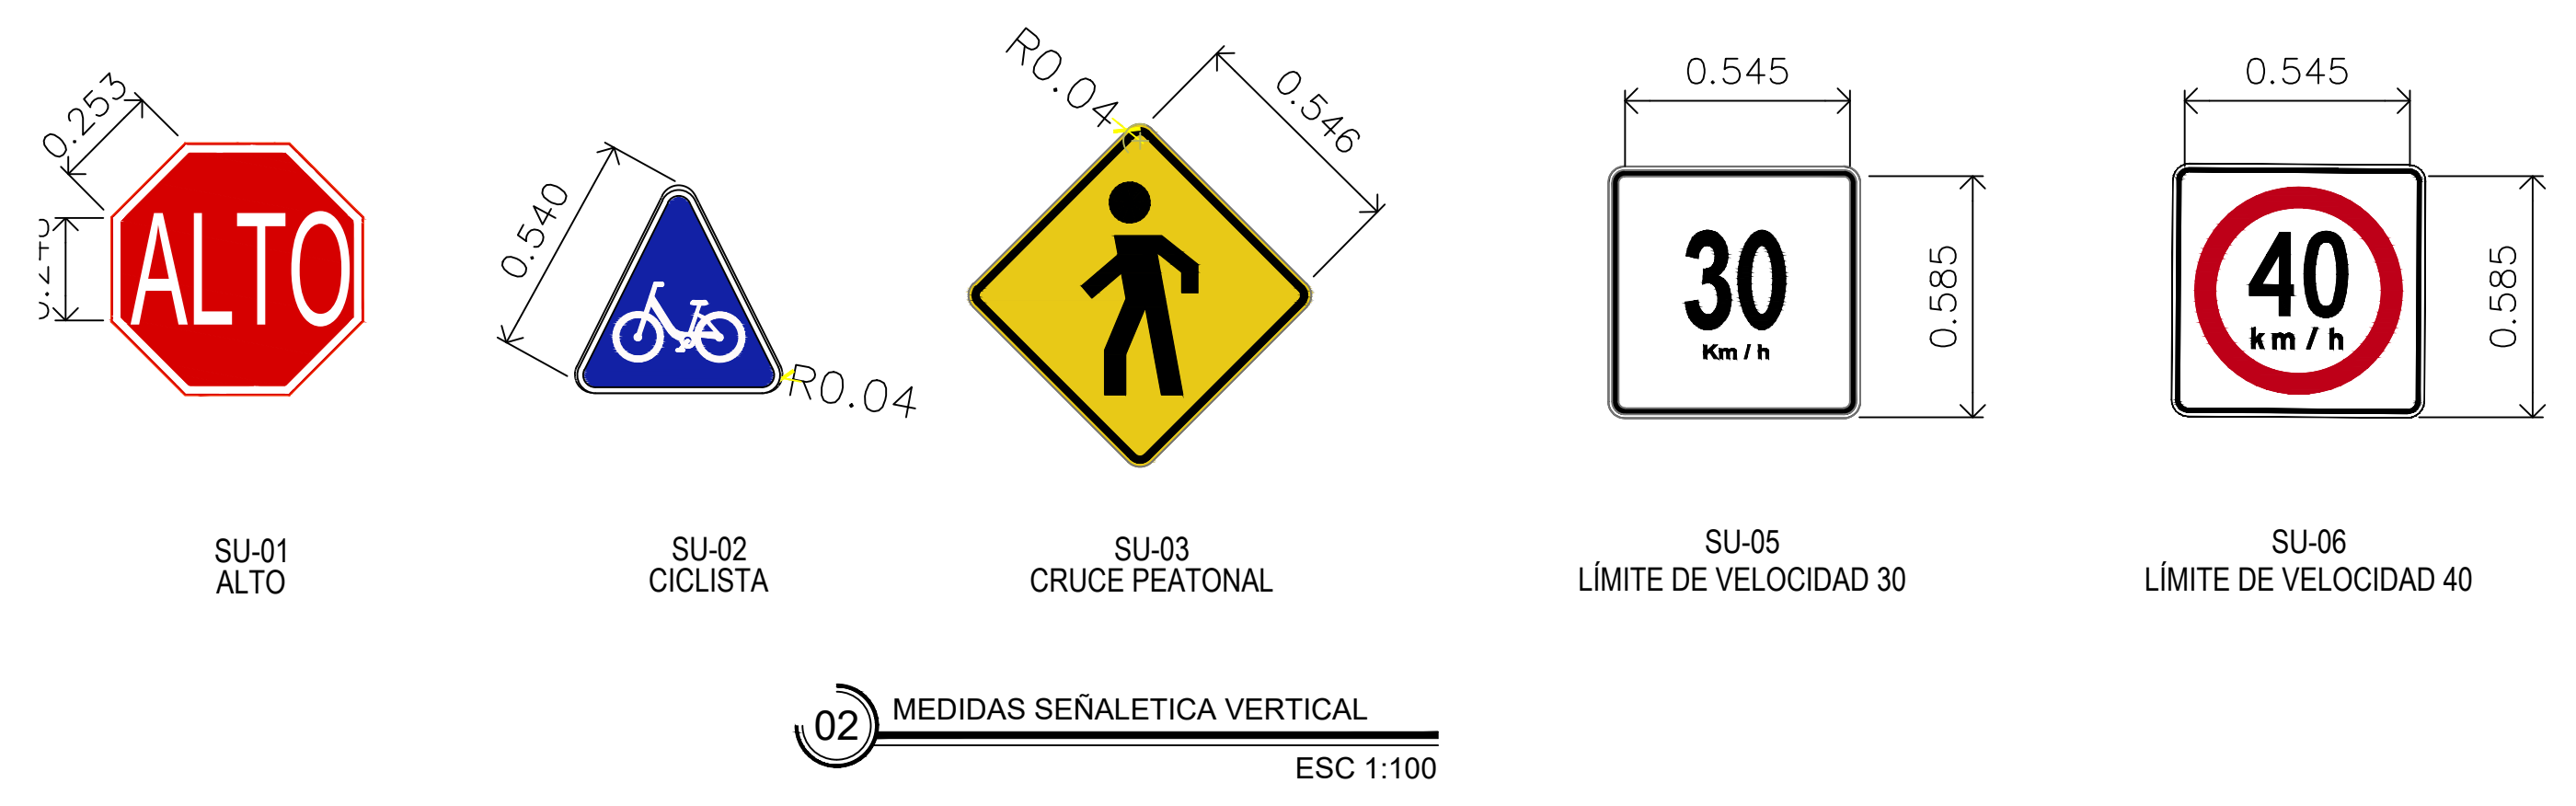 0.253
ALTO
SU-01
ALTO
0.540
R0.04
SU-02
CICLISTA
R0.04
0.546
SU-03
CRUCE PEATONAL
0.545
0.585
30
Km / h
SU-05
LÍMITE DE VELOCIDAD 30
0.545
0.585
40
km / h
SU-06
LÍMITE DE VELOCIDAD 40
02
MEDIDAS SEÑALETICA VERTICAL
ESC 1:100